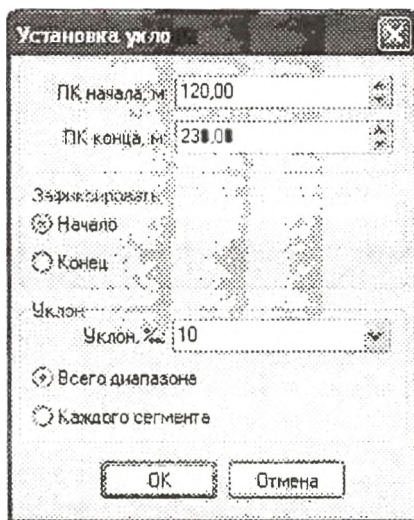 Установка укло
ПК начала, м: 120,00
ПК конца, м:
Зафиксировать
Начало
Конец
Уклон
Уклон, ‰: 10
Всего диапазона
Каждого сегмента
OK Отмена